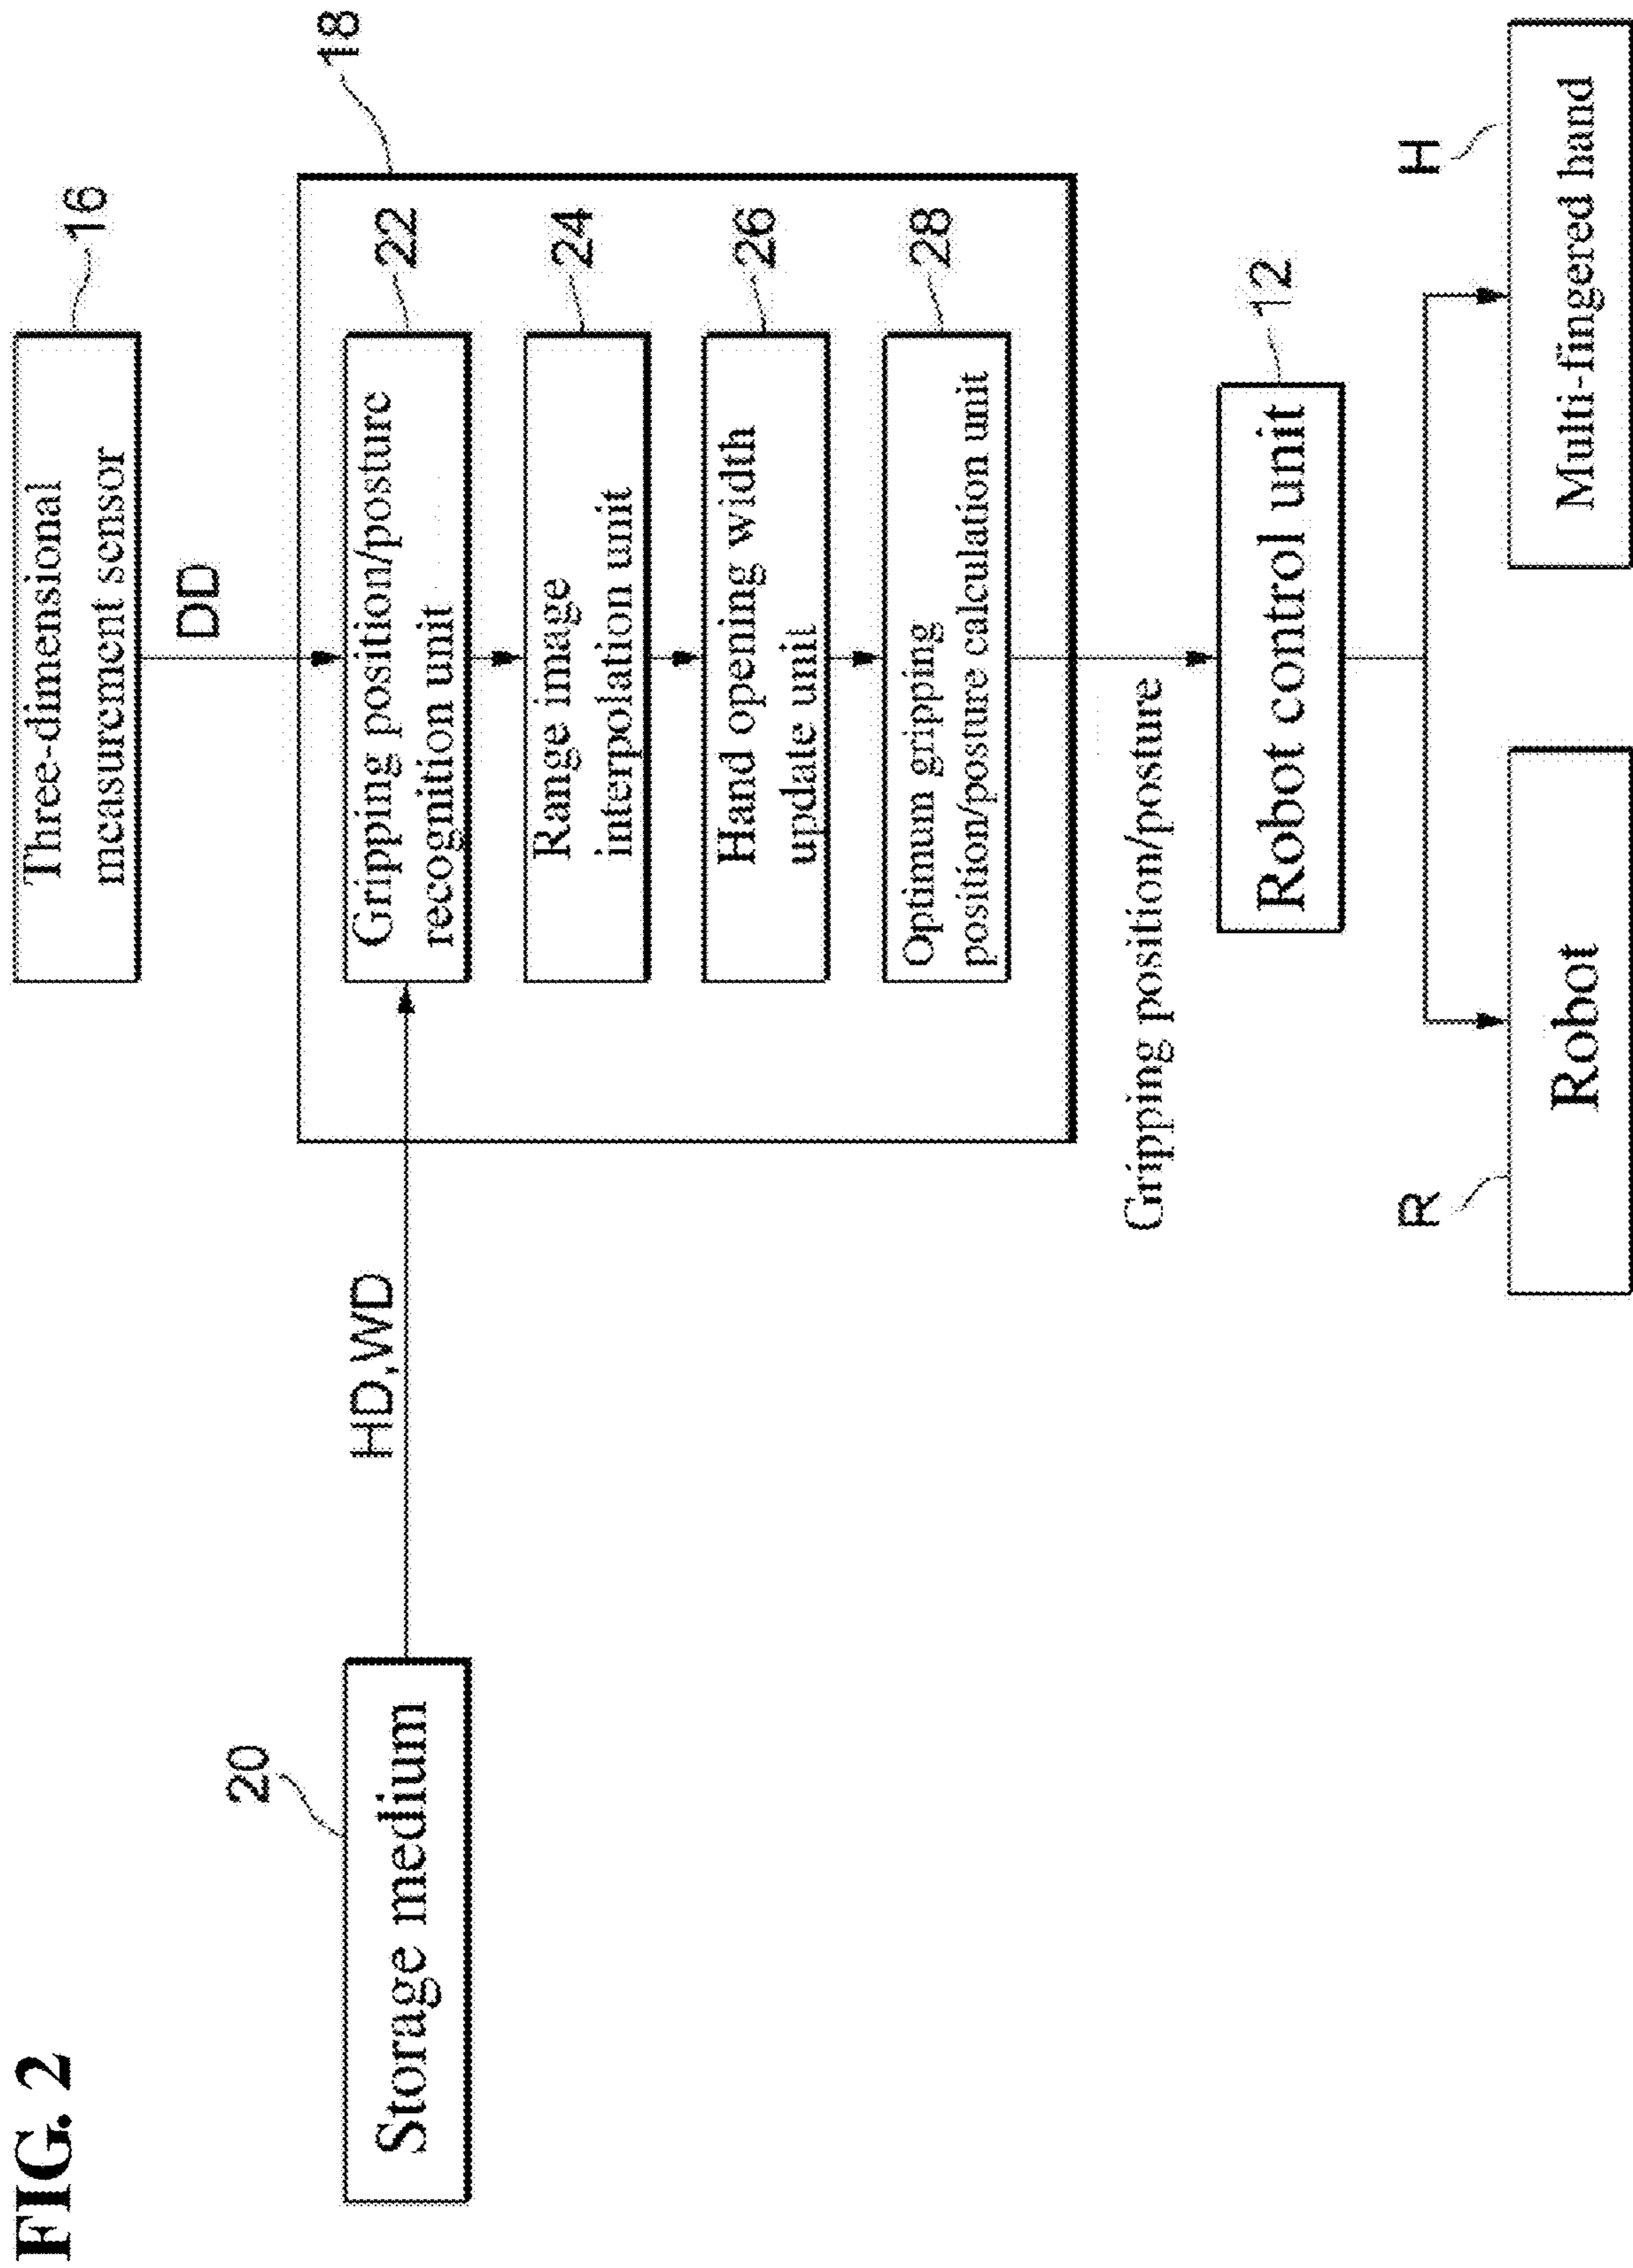 FIG. 2
Three-dimensional
measurement sensor
16
DD
18
20
Storage medium
HD,WD
Gripping position/posture
recognition unit
22
Range image
interpolation unit
24
Hand opening width
update unit
26
Optimum gripping
position/posture calculation unit
28
Gripping position/posture
Robot control unit
12
R
Robot
H
Multi-fingered hand